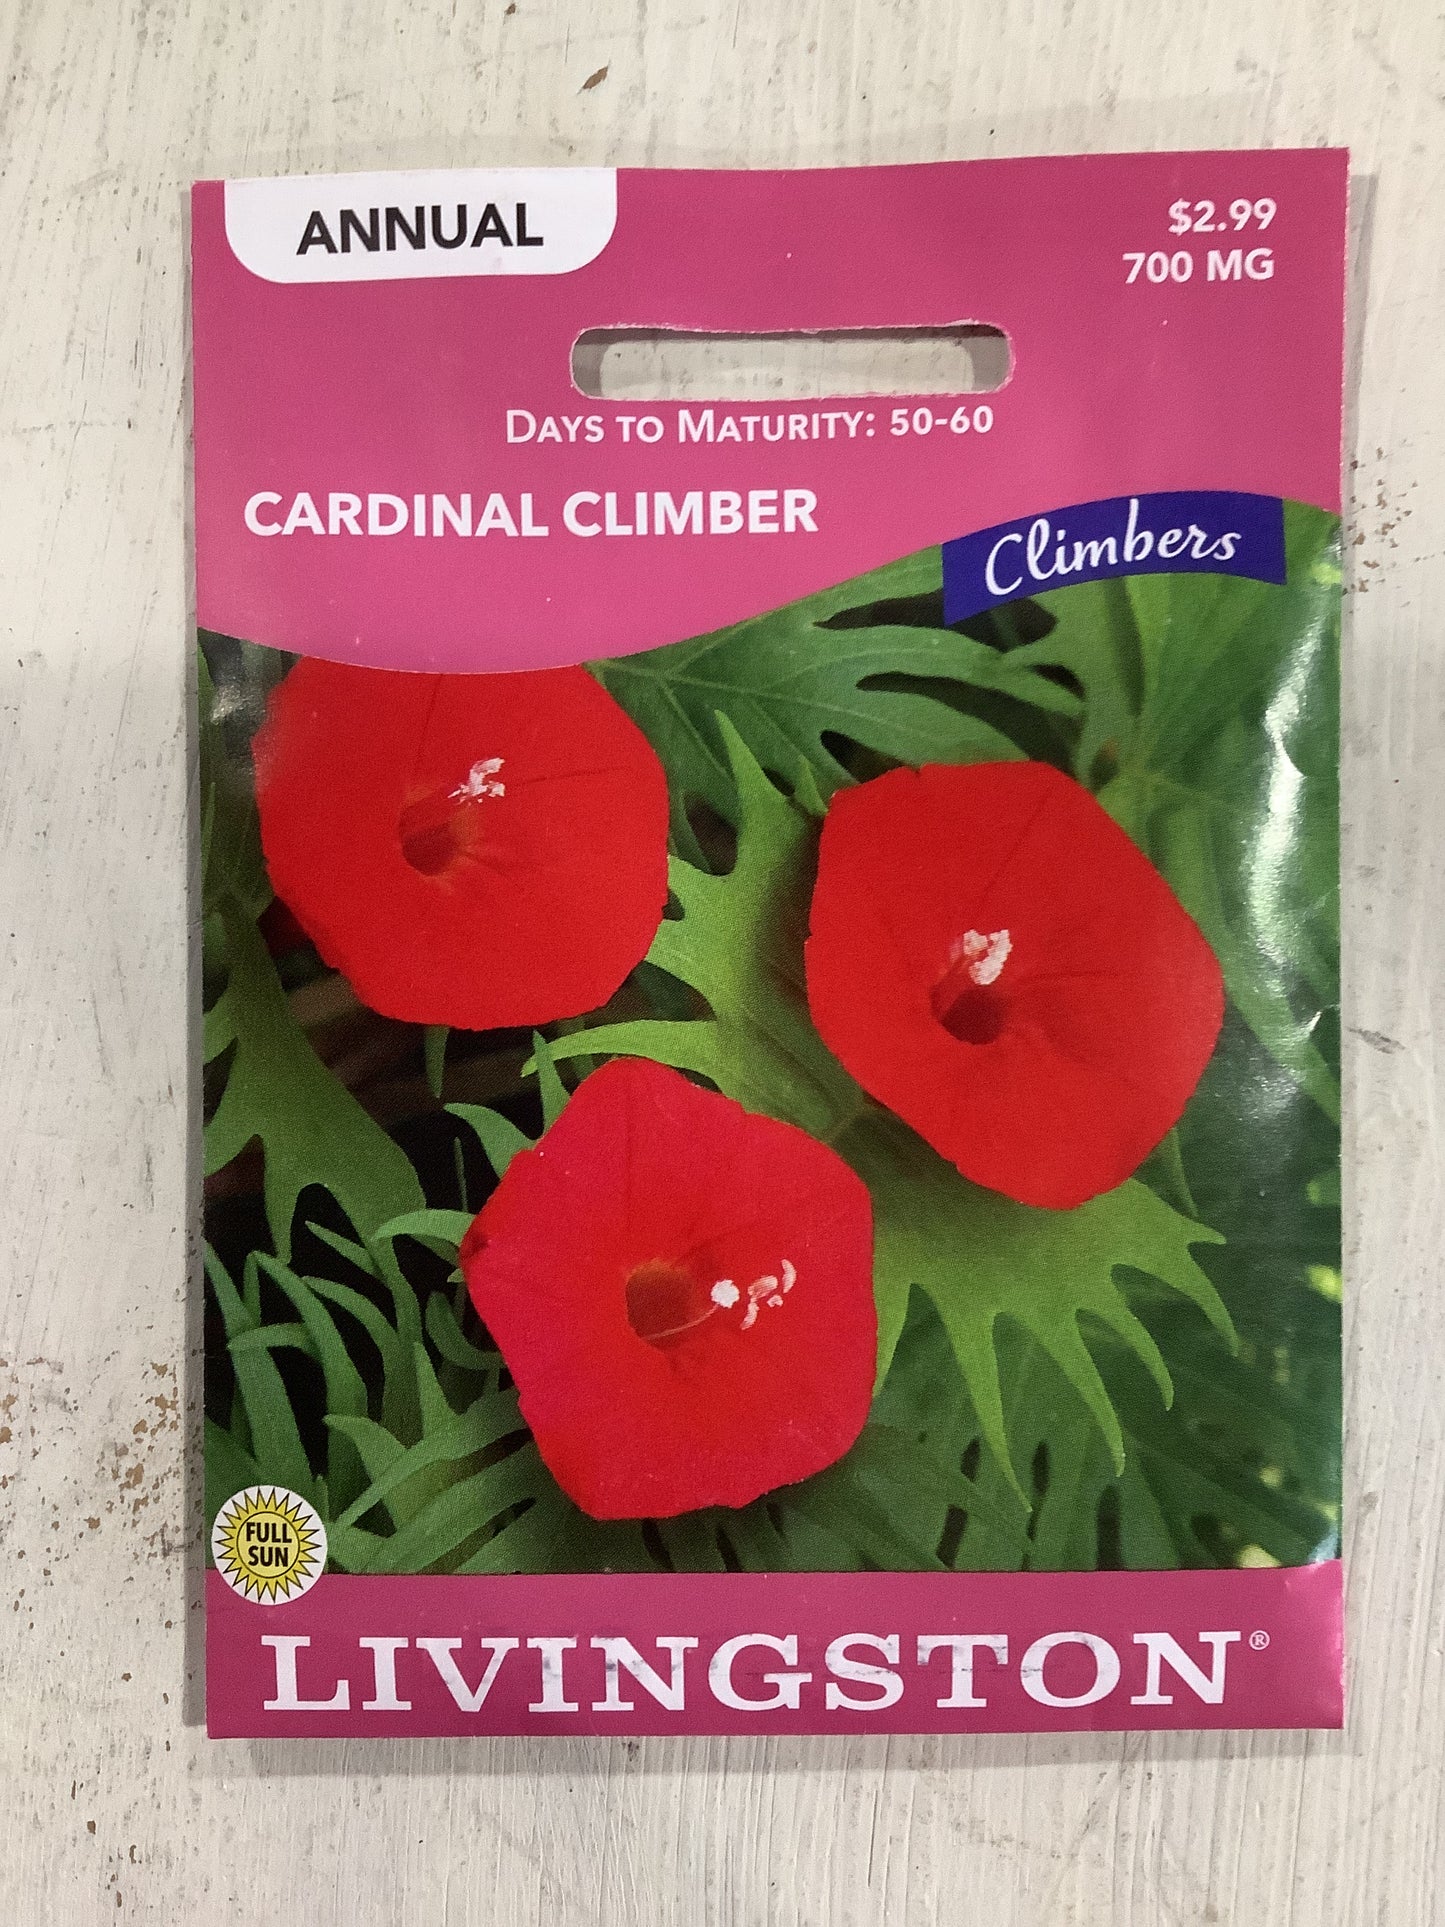 ANNUAL
$2.99
700 MG
DAYS TO MATURITY: 50-60
CARDINAL CLIMBER
Climbers
FULL
SUN
LIVINGSTON®